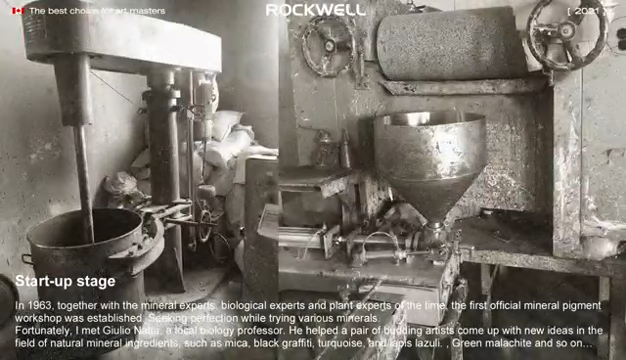 The best choice for art masters
ROCKWELL
[ 2021 ]
Start-up stage
In 1963, together with the mineral experts, biological experts and plant experts of the time, the first official mineral pigment
workshop was established. Seeking perfection while trying various minerals.
Fortunately, I met Giulio Natta, a local biology professor. He helped a pair of budding artists come up with new ideas in the
field of natural mineral ingredients, such as mica, black graffiti, turquoise, and lapis lazuli. , Green malachite and so on…